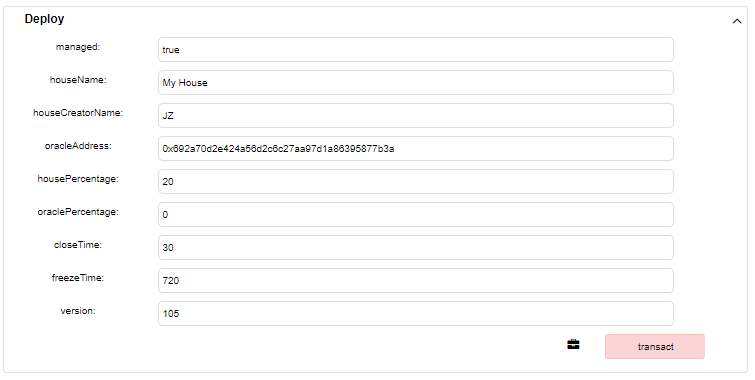 Deploy
managed: true
houseName: My House
houseCreatorName: JZ
oracleAddress: 0x692a70d2e424a56d2c6c27aa97d1a86395877b3a
housePercentage: 20
oraclePercentage: 0
closeTime: 30
freezeTime: 720
version: 105
transact